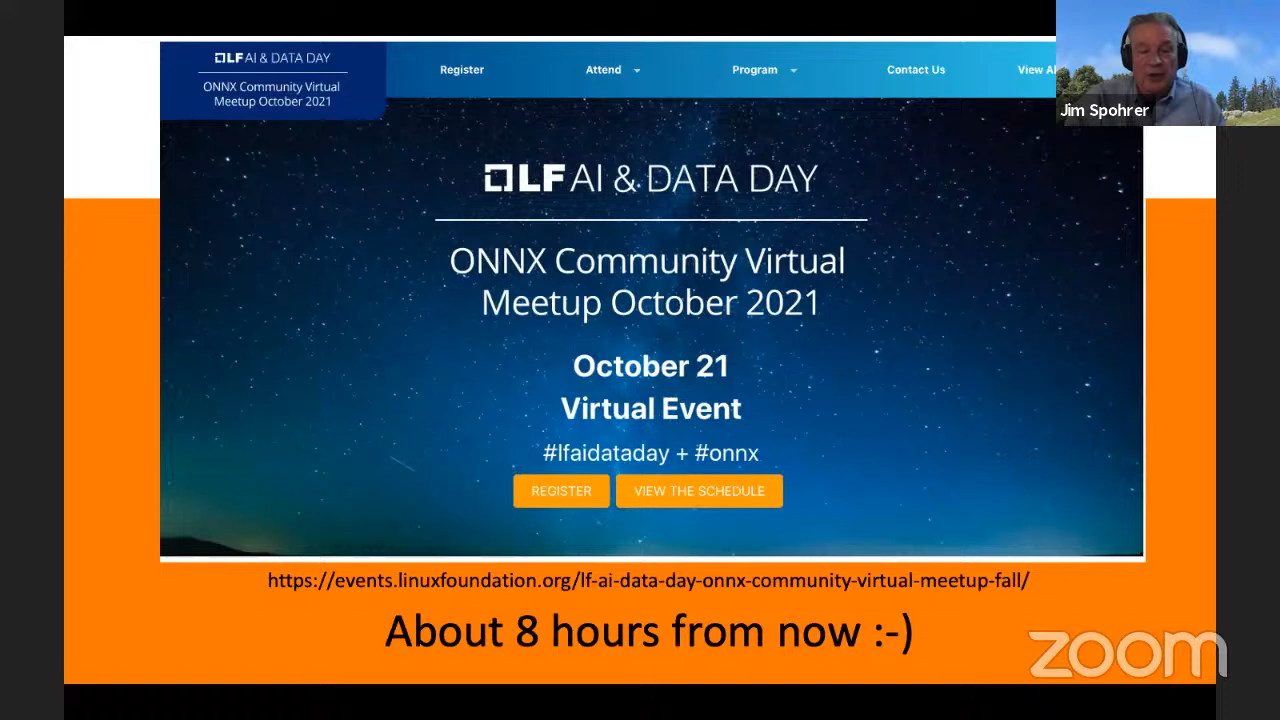 LF AI & DATA DAY
ONNX Community Virtual
Meetup October 2021
Register
Attend
Program
Contact Us
View Al
Jim Spohrer
LF AI & DATA DAY
ONNX Community Virtual
Meetup October 2021
October 21
Virtual Event
#lfaidataday + #onnx
REGISTER
VIEW THE SCHEDULE
https://events.linuxfoundation.org/lf-ai-data-day-onnx-community-virtual-meetup-fall/
About 8 hours from now :-)
zoom